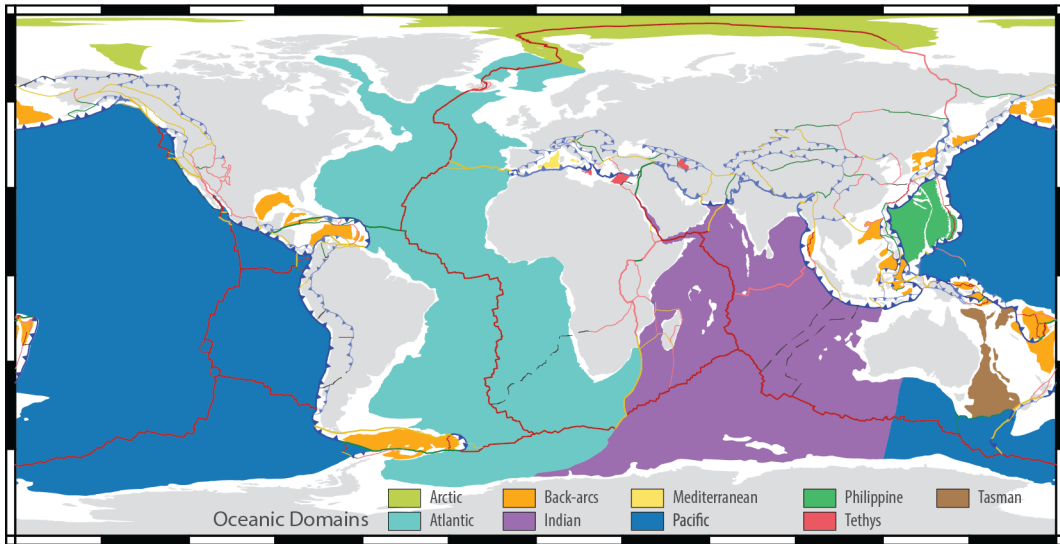 Arctic Back-arcs Mediterranean Philippine Tasman
Oceanic Domains Atlantic Indian Pacific Tethys